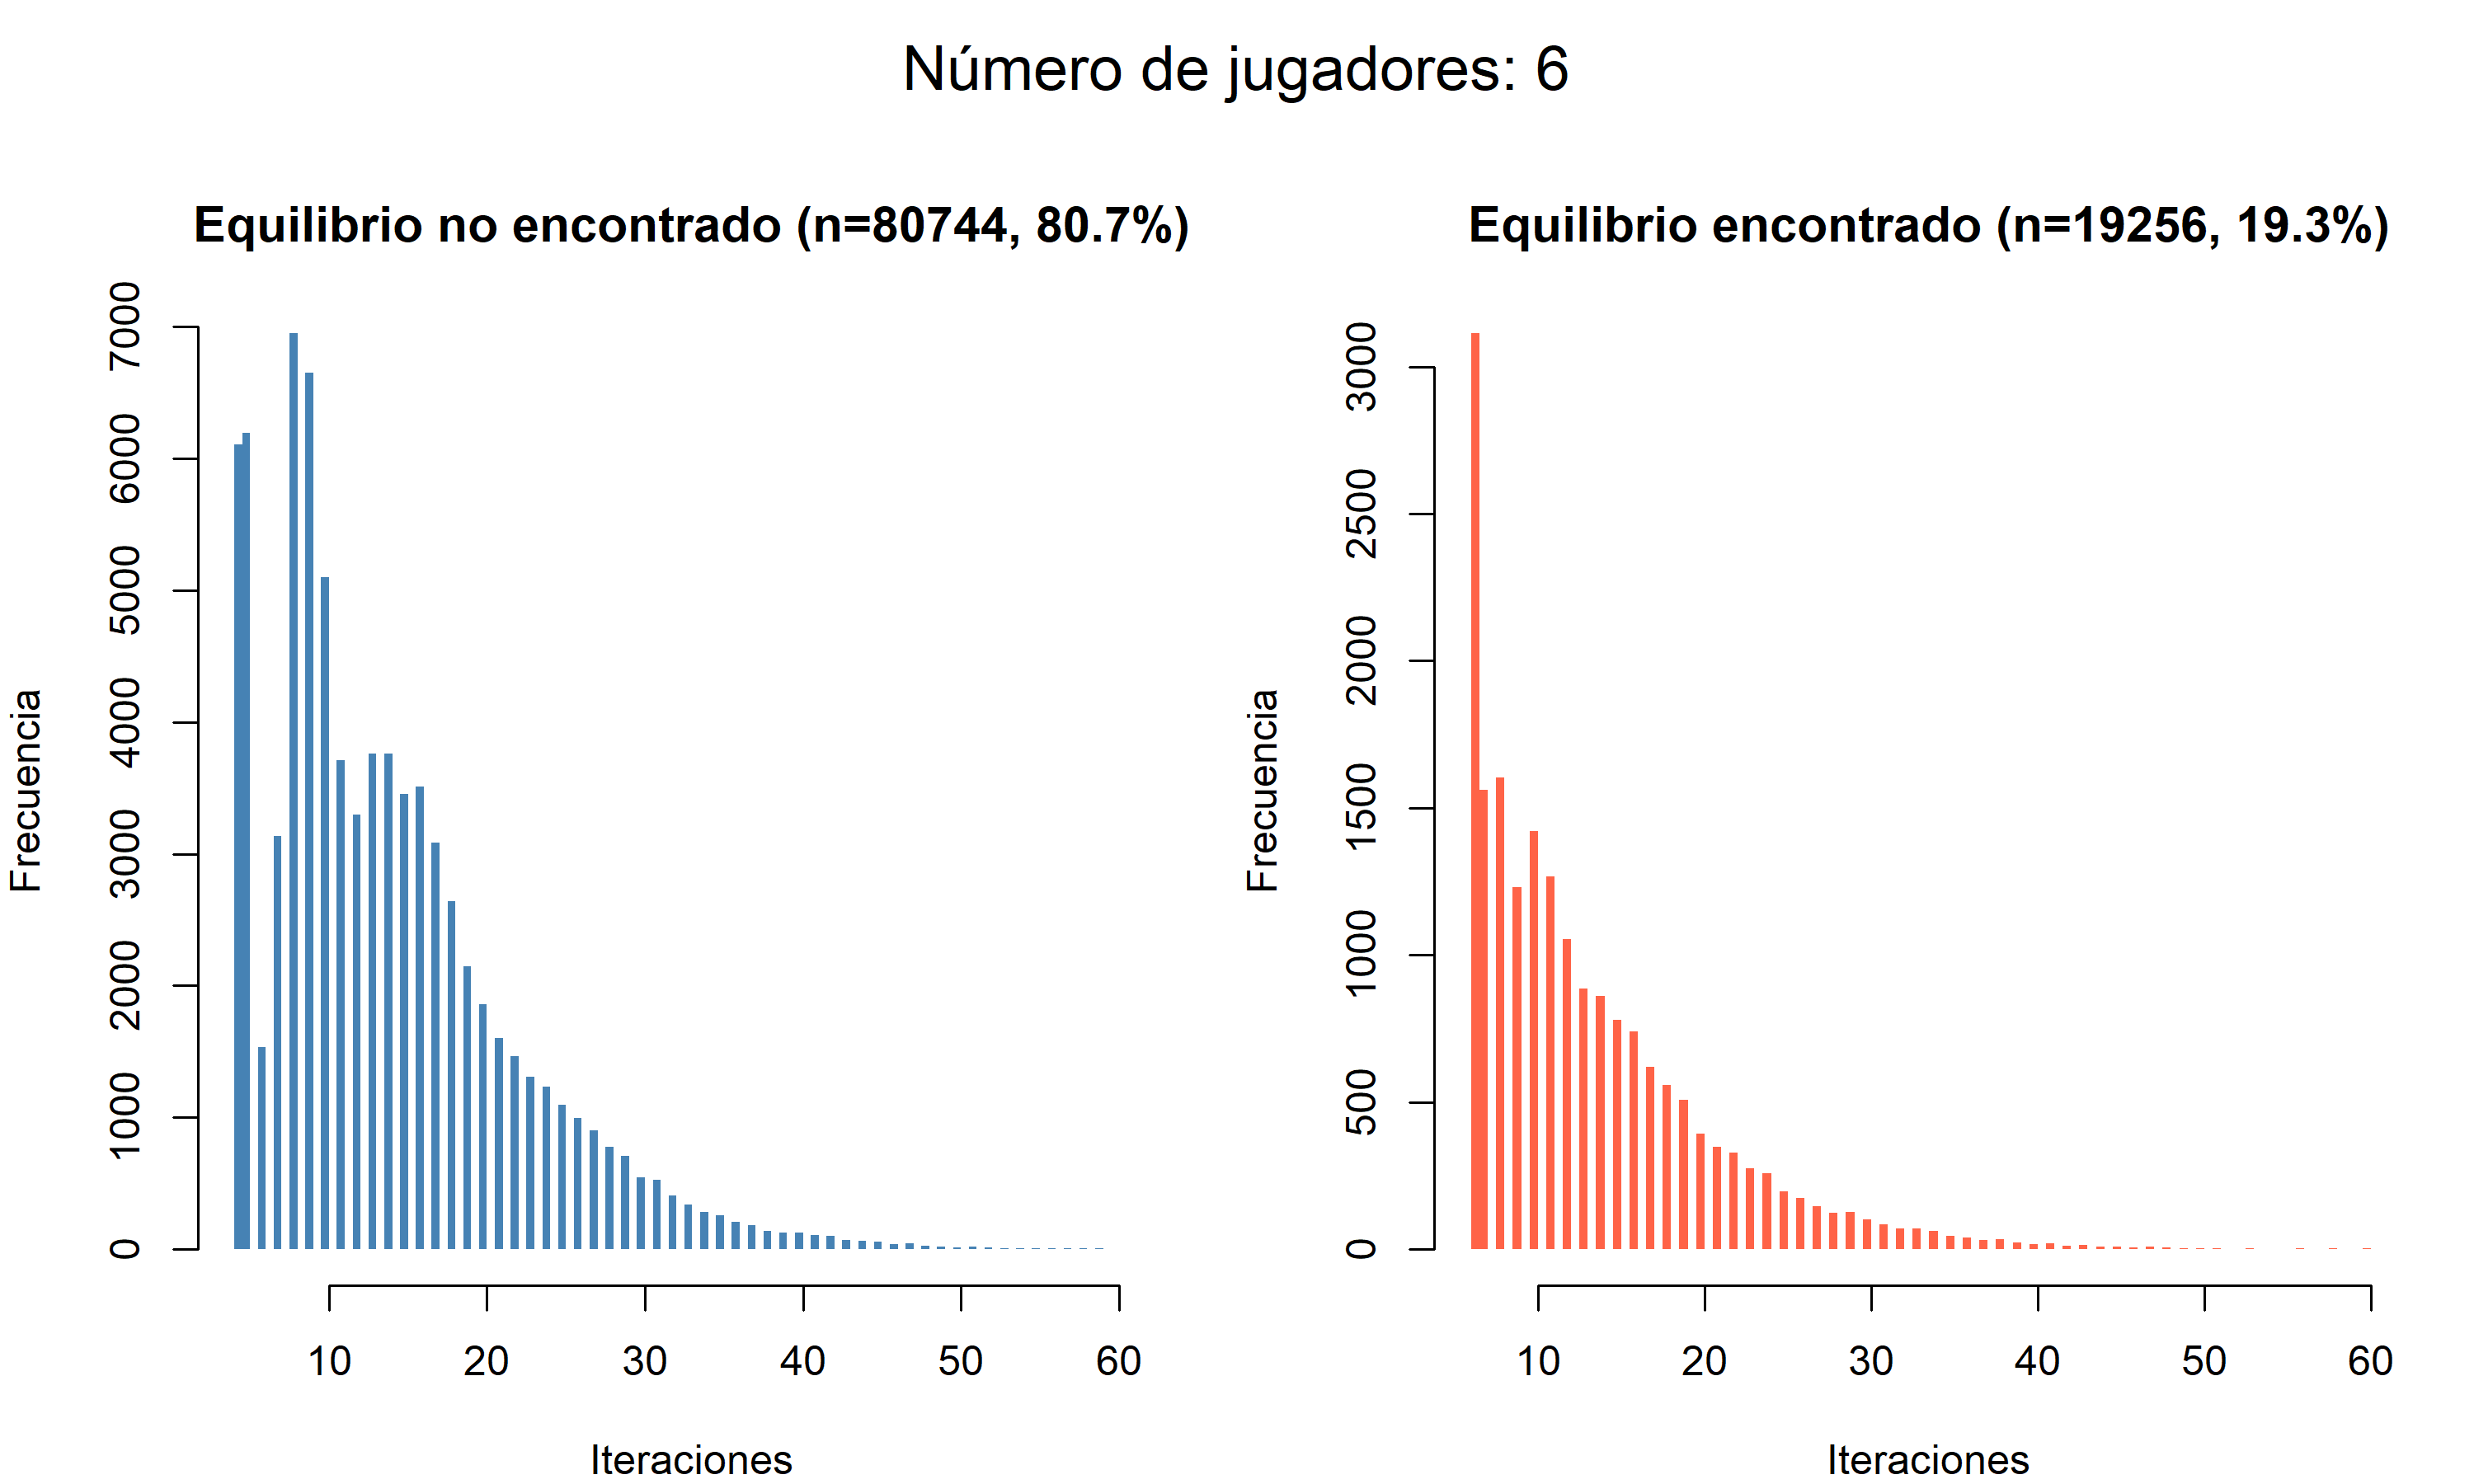 Número de jugadores: 6
Equilibrio no encontrado (n=80744, 80.7%)
Frecuencia
7000
6000
5000
4000
3000
2000
1000
0
10 20 30 40 50 60
Iteraciones
Equilibrio encontrado (n=19256, 19.3%)
Frecuencia
3000
2500
2000
1500
1000
500
0
10 20 30 40 50 60
Iteraciones